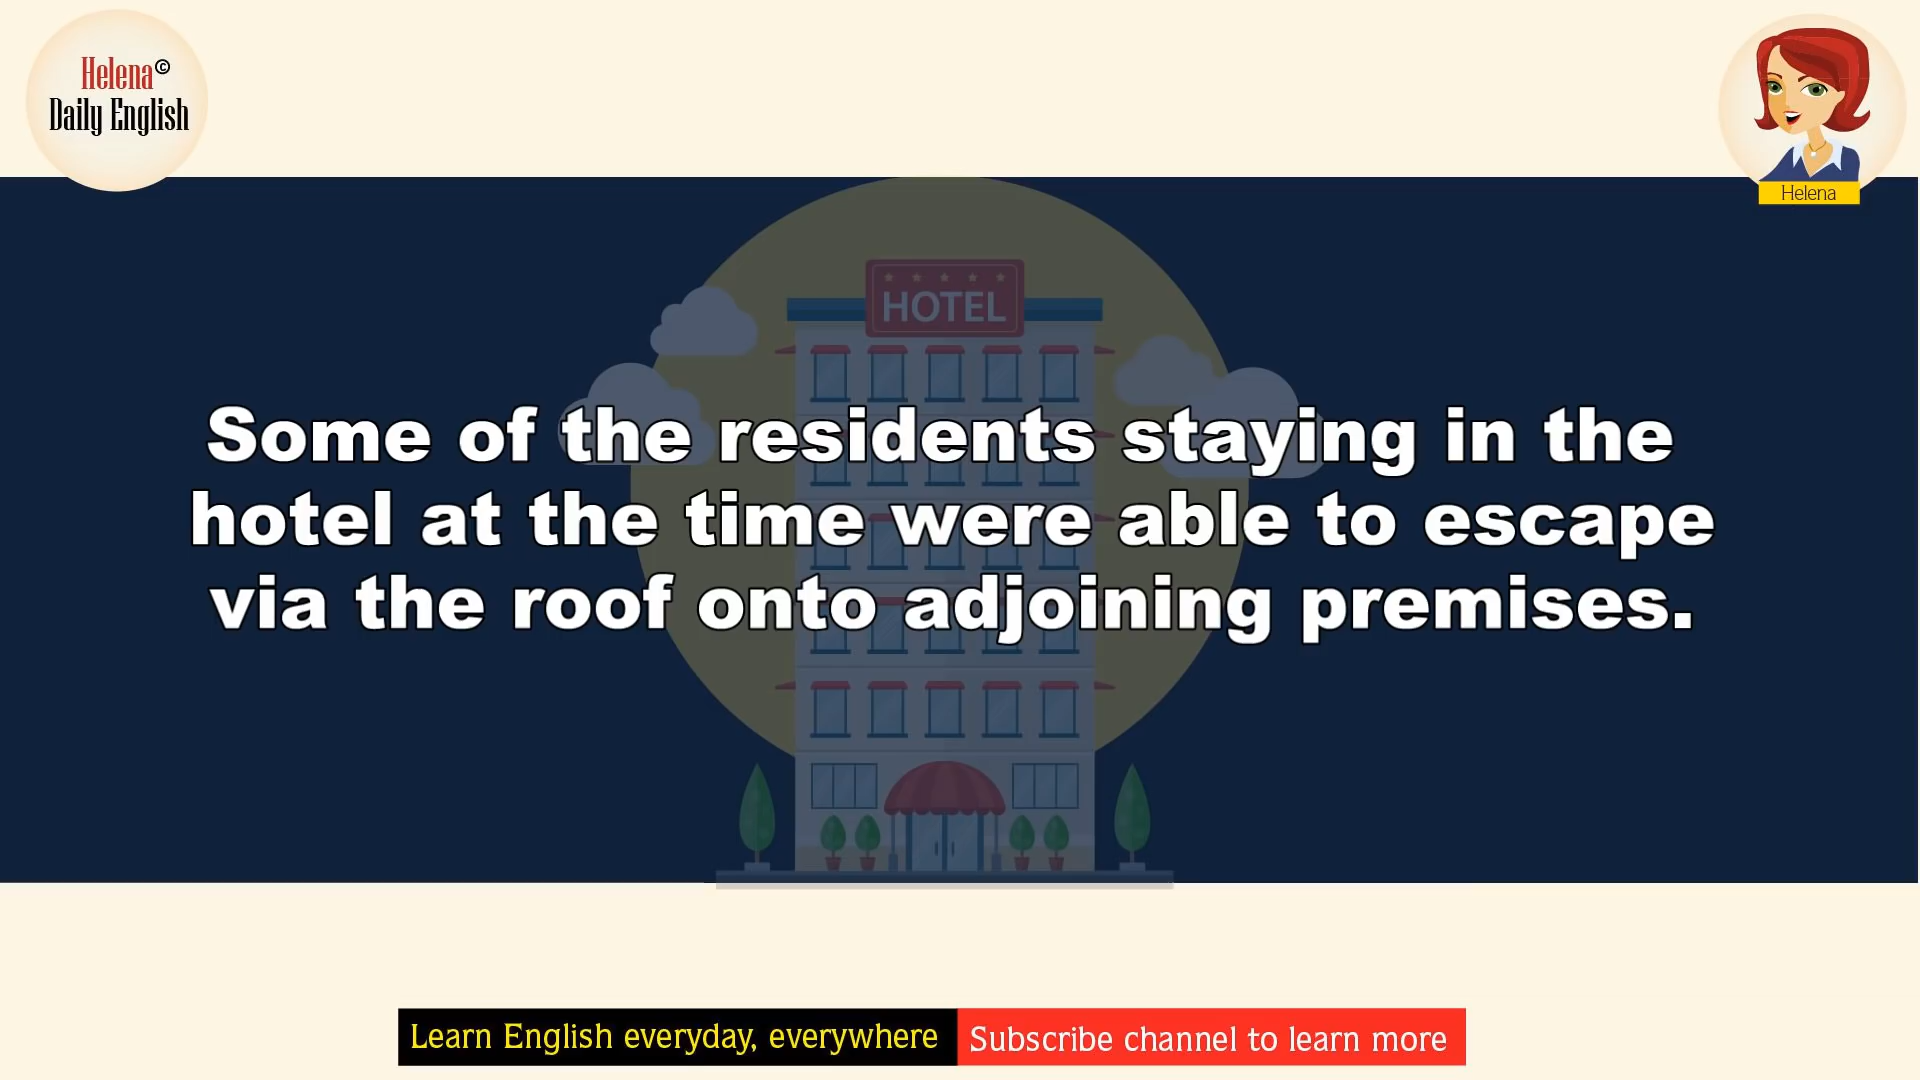 Helena©
Daily English
Helena
HOTEL
Some of the residents staying in the
hotel at the time were able to escape
via the roof onto adjoining premises.
Learn English everyday, everywhere
Subscribe channel to learn more